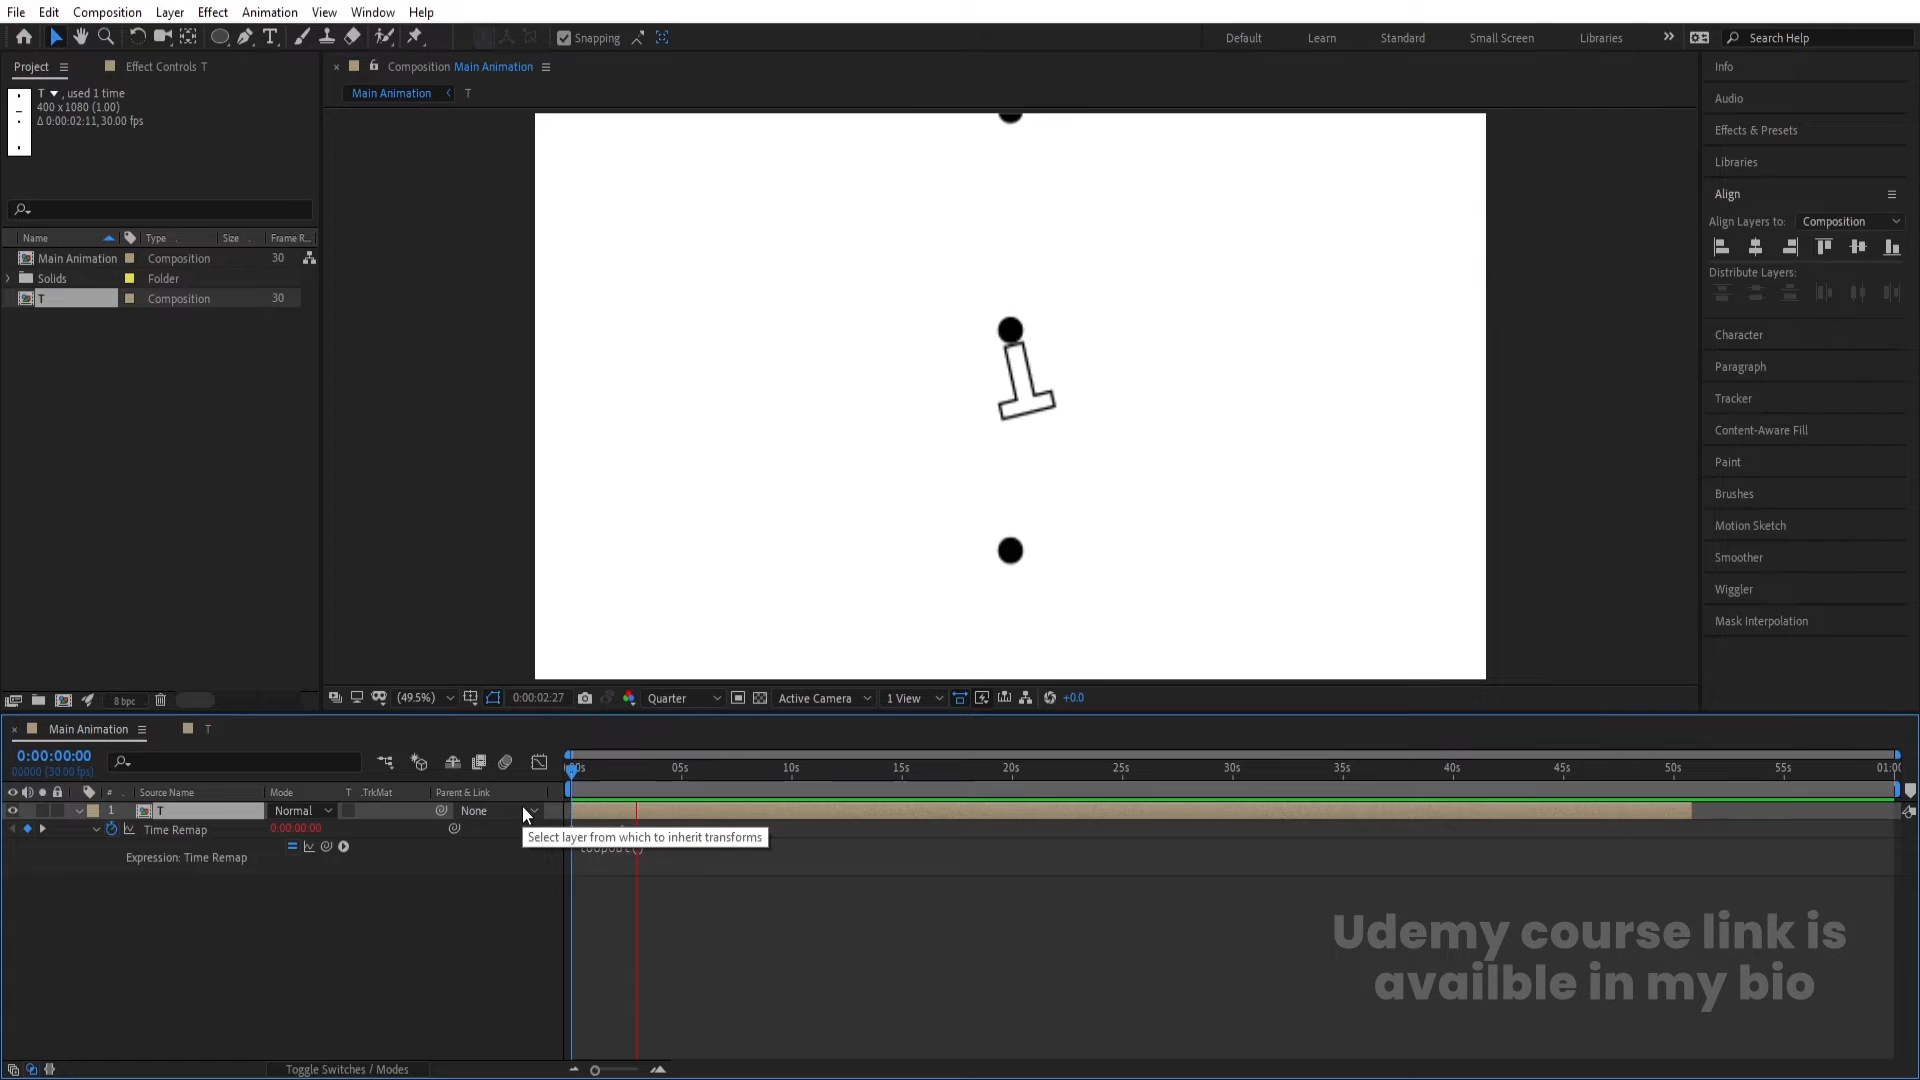 File Edit Composition Layer Effect Animation View Window Help
Snapping Default Learn Standard Small Screen Libraries Search Help
Project Effect Controls T
T , used 1 time
400 x 1080 (1.00)
Δ 0:00:02:11, 30.00 fps
Name Type Size Frame R...
Main Animation Composition 30
Solids Folder
T Composition 30
8 bpc
Composition Main Animation
Main Animation T
(49.5%) 0:00:02:27 Quarter Active Camera 1 View +0.0
Info
Audio
Effects & Presets
Libraries
Align
Align Layers to: Composition
Distribute Layers:
Character
Paragraph
Tracker
Content-Aware Fill
Paint
Brushes
Motion Sketch
Smoother
Wiggler
Mask Interpolation
Main Animation T
0:00:00:00
00000 (30.00 fps)
05s 10s 15s 20s 25s 30s 35s 40s 45s 50s 55s 01:00
# Source Name Mode T .TrkMat Parent & Link
1 T Normal None
Time Remap 0:00:00:00
Select layer from which to inherit transforms
Expression: Time Remap
Udemy course link is
availble in my bio
Toggle Switches / Modes